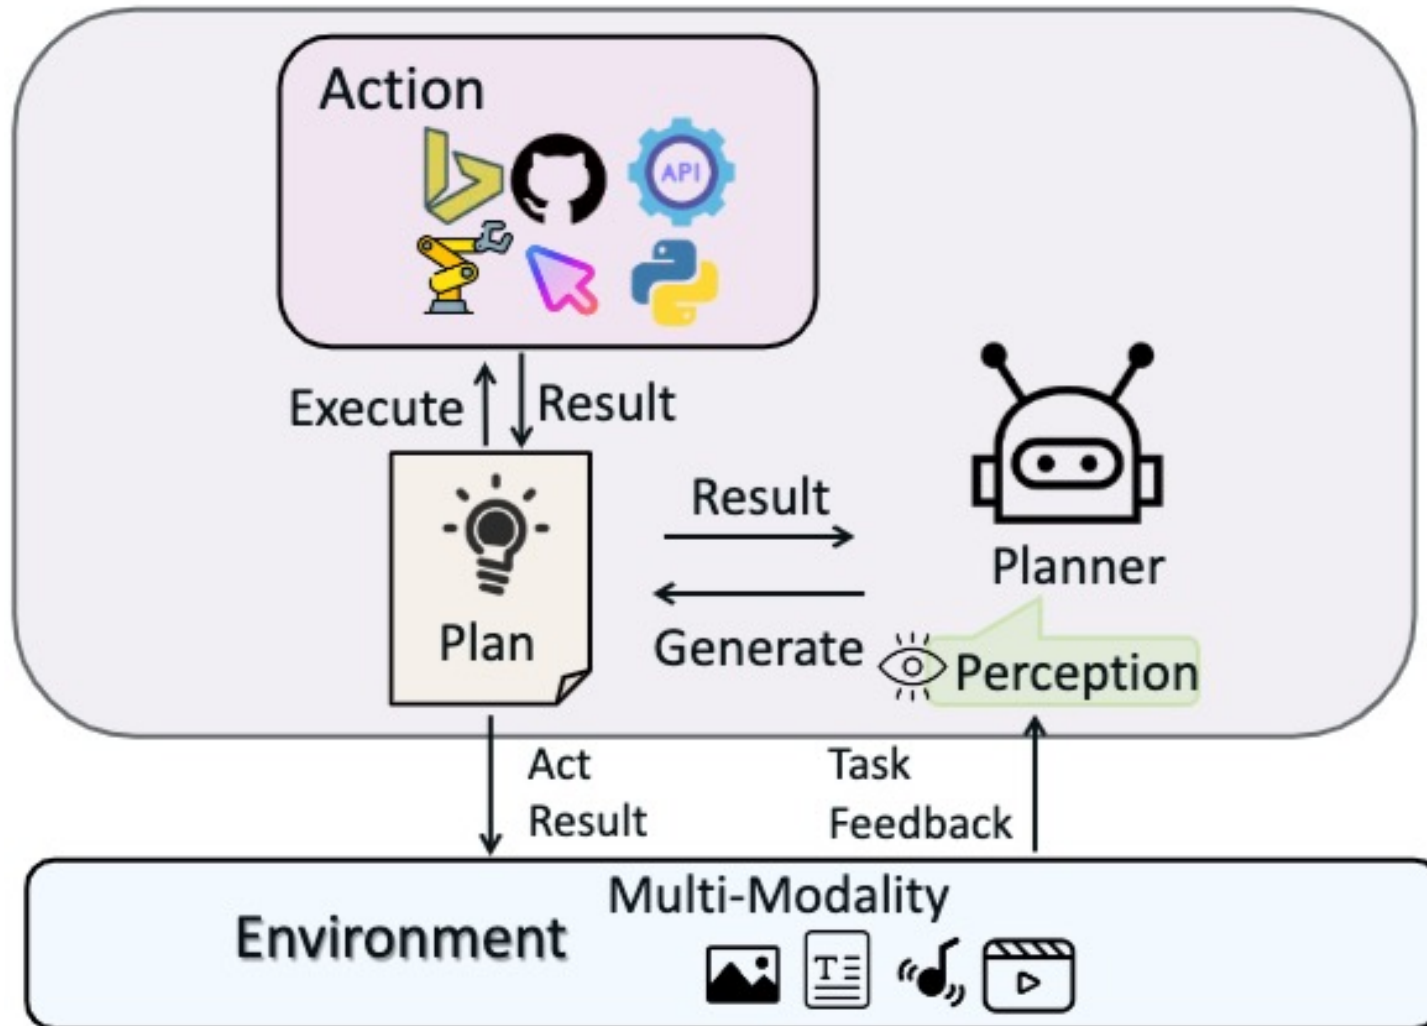 Action
API
Execute
Result
Result
Planner
Plan
Generate
Perception
Act
Result
Task
Feedback
Multi-Modality
Environment
T